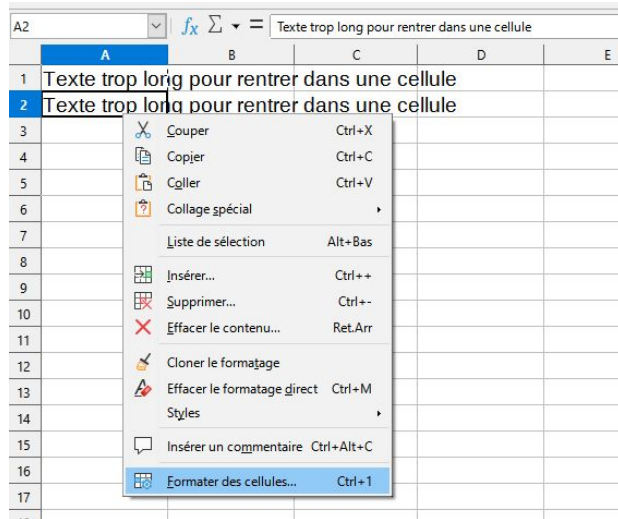 A2 fx Σ = Texte trop long pour rentrer dans une cellule
A B C D E
1 Texte trop long pour rentrer dans une cellule
2 Texte trop long pour rentrer dans une cellule
3 Couper Ctrl+X
4 Copier Ctrl+C
5 Coller Ctrl+V
6 Collage spécial
7 Liste de sélection Alt+Bas
8
9 Insérer... Ctrl++
10 Supprimer... Ctrl+-
11 Effacer le contenu... Ret.Arr
12 Cloner le formatage
13 Effacer le formatage direct Ctrl+M
14 Styles
15 Insérer un commentaire Ctrl+Alt+C
16 Formater des cellules... Ctrl+1
17